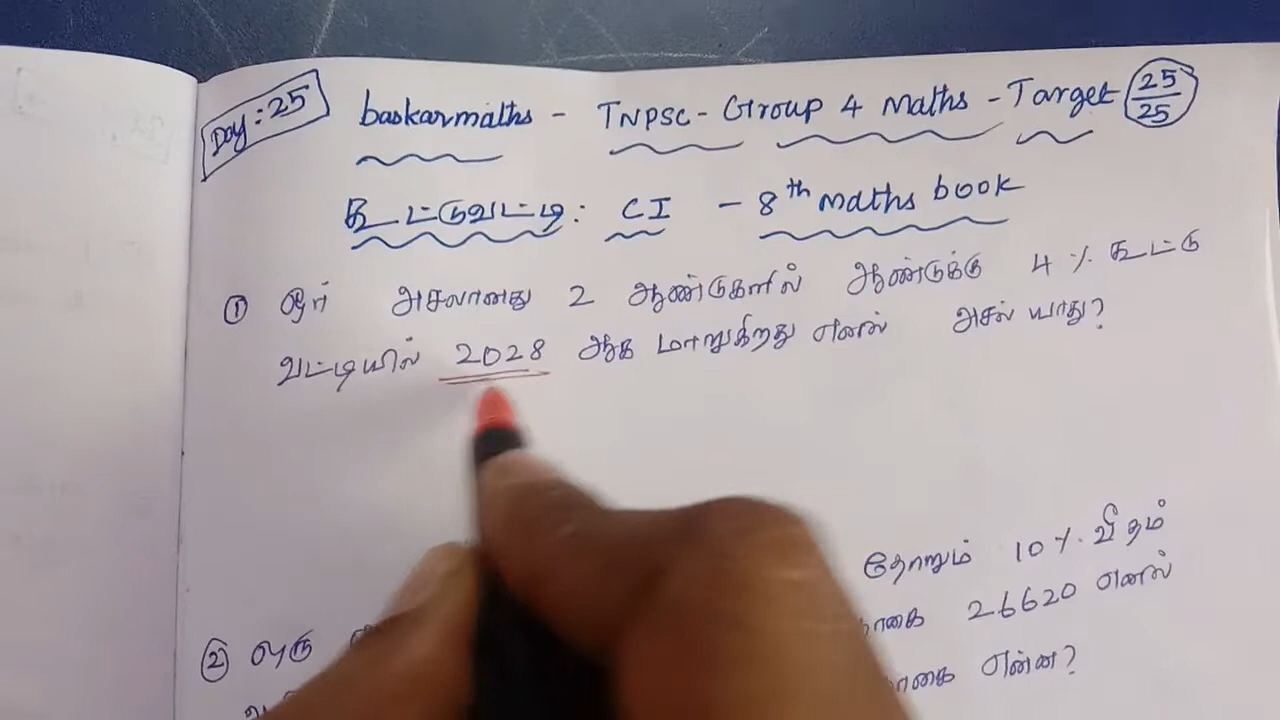 Day: 25
baskarmaths - TNPSC - Group 4 Maths - Target 25/25
கூட்டுவட்டி: CI - 8th maths book
① ஓர் அசலானது 2 ஆண்டுகளில் ஆண்டுக்கு 4% கூட்டு
வட்டியில் 2028 ஆக மாறுகிறது எனில் அசல் யாது?
② ஒரு தோறும் 10% வீதம்
26620 எனில்
என்ன?